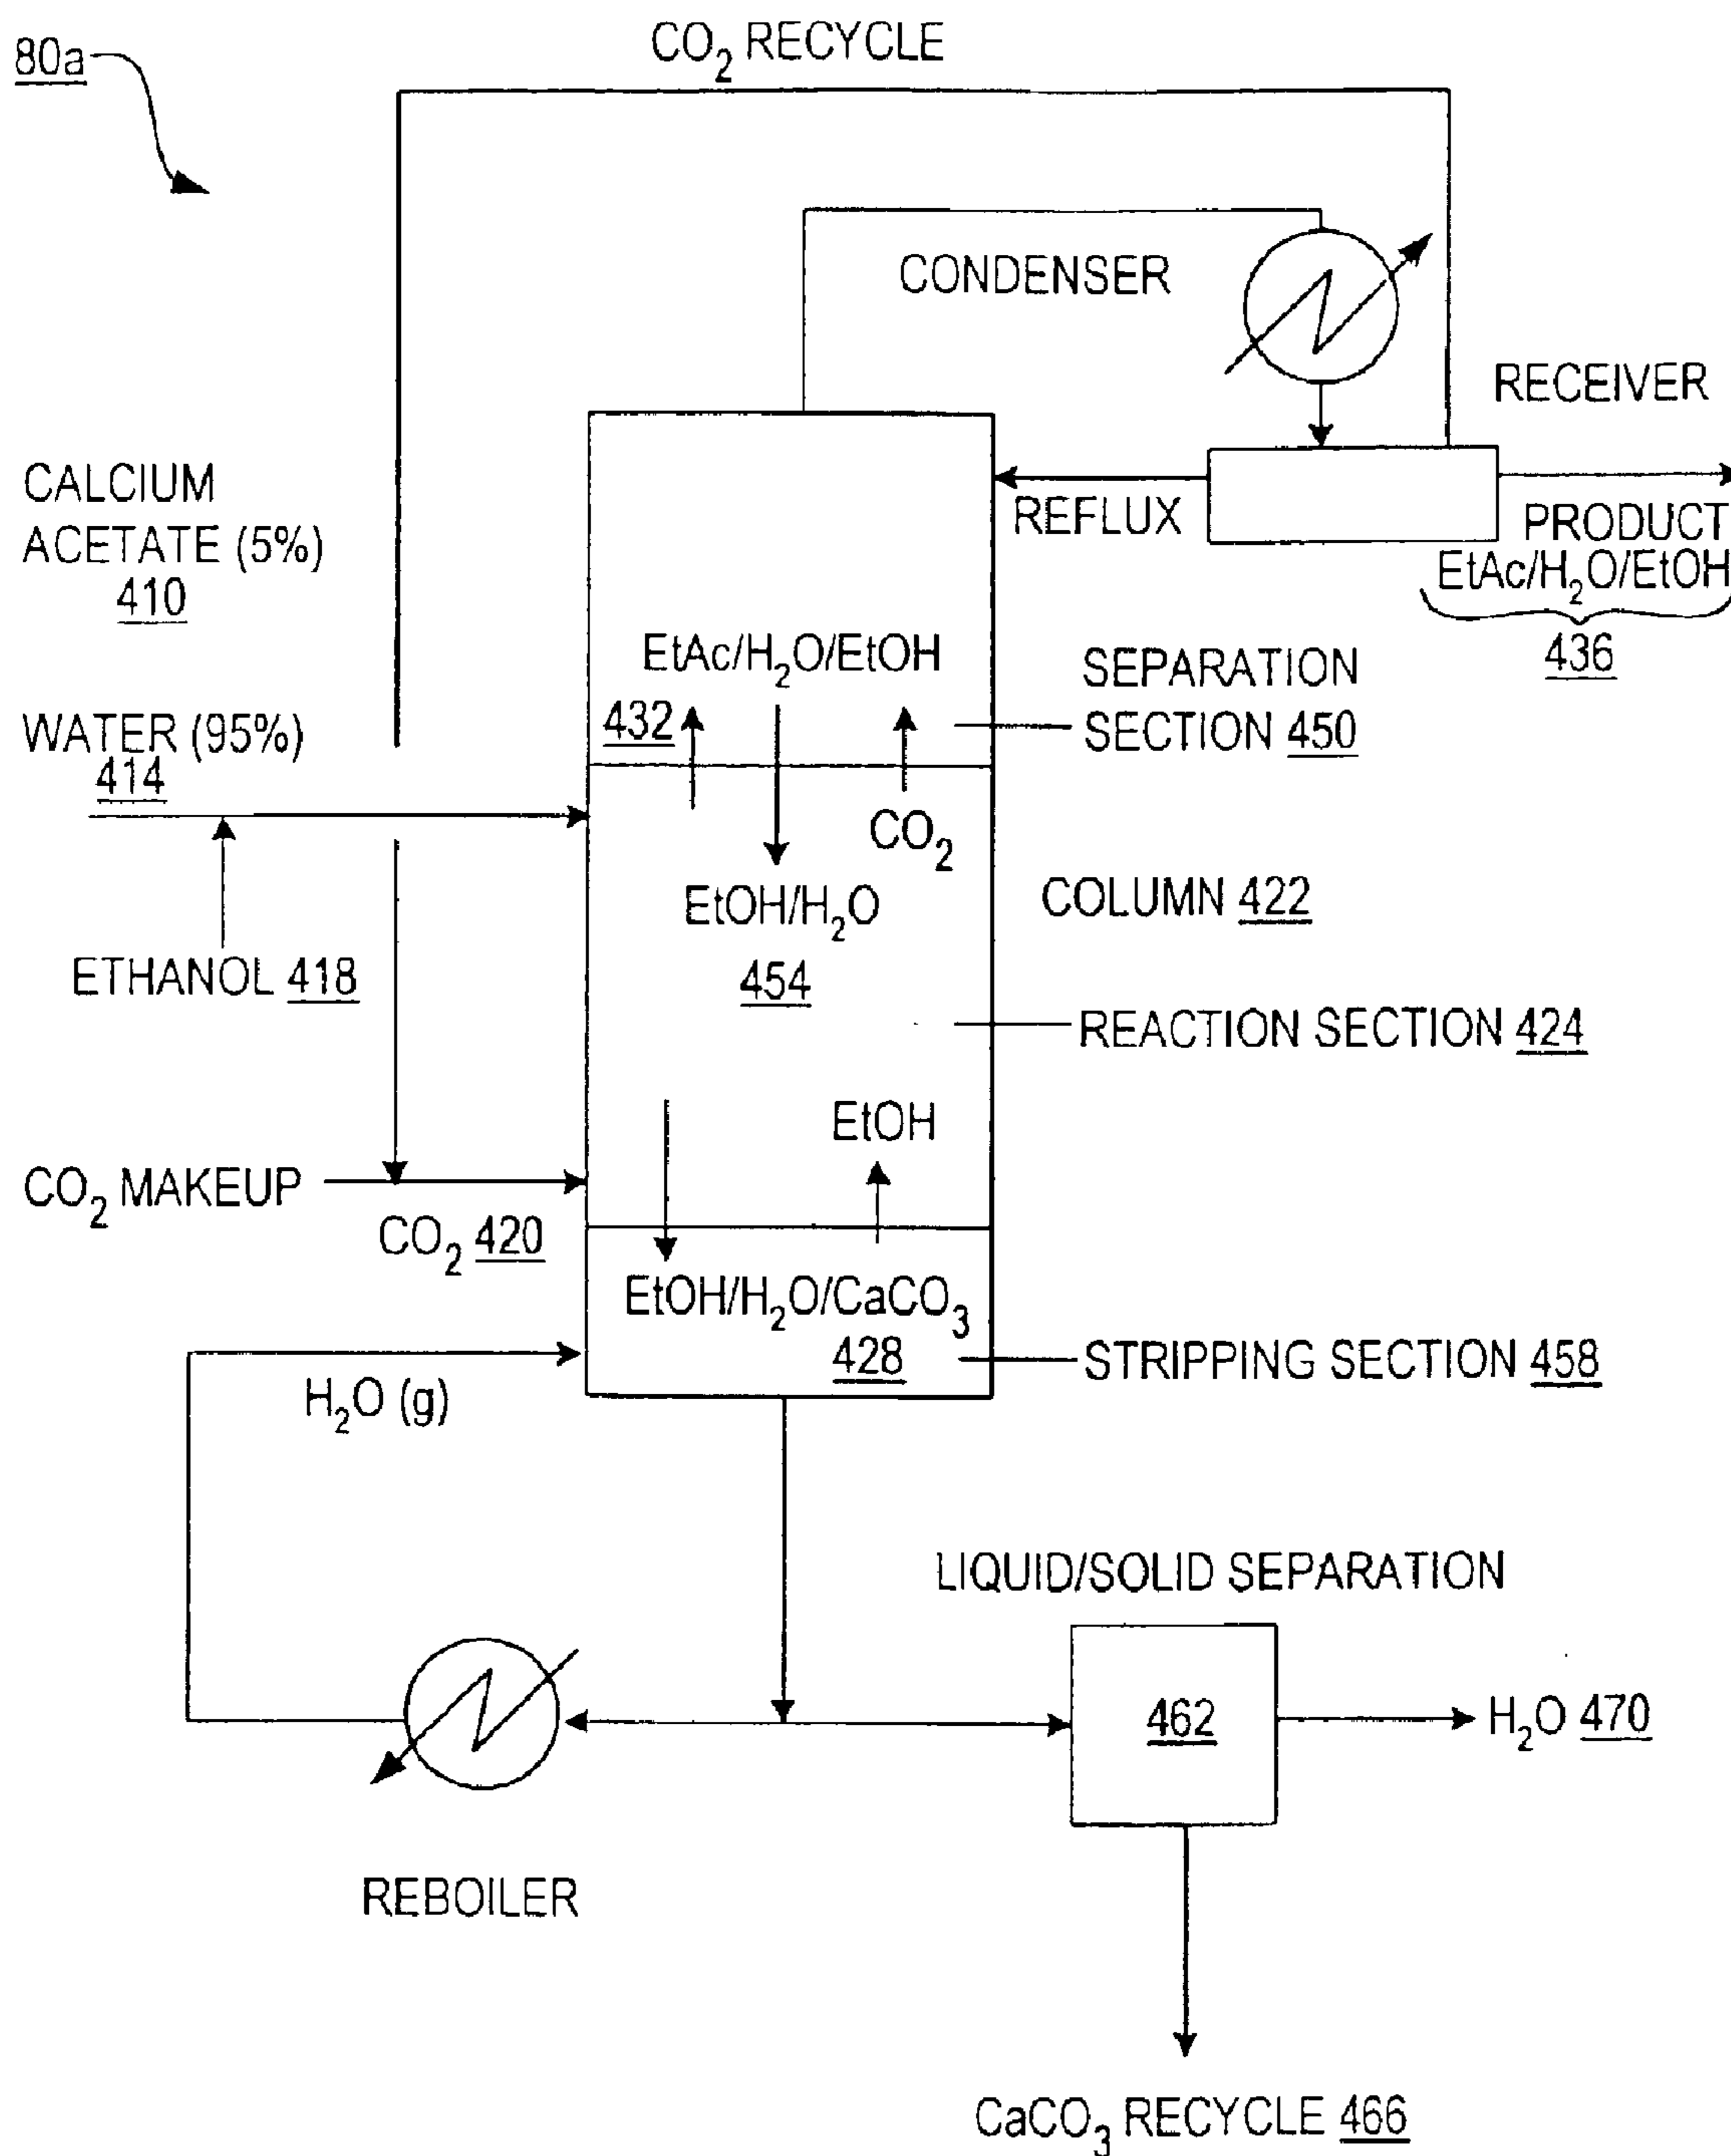 80a
CO₂ RECYCLE
CONDENSER
RECEIVER
CALCIUM
ACETATE (5%)
410
REFLUX
PRODUCT
EtAc/H₂O/EtOH
436
EtAc/H₂O/EtOH
432
SEPARATION
SECTION 450
WATER (95%)
414
CO₂
EtOH/H₂O
454
COLUMN 422
ETHANOL 418
REACTION SECTION 424
EtOH
CO₂ MAKEUP
CO₂ 420
EtOH/H₂O/CaCO₃
428
STRIPPING SECTION 458
H₂O (g)
LIQUID/SOLID SEPARATION
462
H₂O 470
REBOILER
CaCO₃ RECYCLE 466